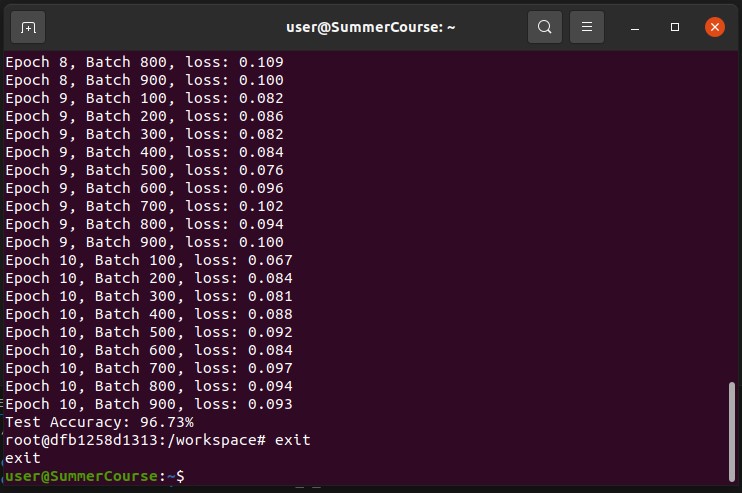 user@SummerCourse: ~
Epoch 8, Batch 800, loss: 0.109
Epoch 8, Batch 900, loss: 0.100
Epoch 9, Batch 100, loss: 0.082
Epoch 9, Batch 200, loss: 0.086
Epoch 9, Batch 300, loss: 0.082
Epoch 9, Batch 400, loss: 0.084
Epoch 9, Batch 500, loss: 0.076
Epoch 9, Batch 600, loss: 0.096
Epoch 9, Batch 700, loss: 0.102
Epoch 9, Batch 800, loss: 0.094
Epoch 9, Batch 900, loss: 0.100
Epoch 10, Batch 100, loss: 0.067
Epoch 10, Batch 200, loss: 0.084
Epoch 10, Batch 300, loss: 0.081
Epoch 10, Batch 400, loss: 0.088
Epoch 10, Batch 500, loss: 0.092
Epoch 10, Batch 600, loss: 0.084
Epoch 10, Batch 700, loss: 0.097
Epoch 10, Batch 800, loss: 0.094
Epoch 10, Batch 900, loss: 0.093
Test Accuracy: 96.73%
root@dfb1258d1313:/workspace# exit
exit
user@SummerCourse:~$